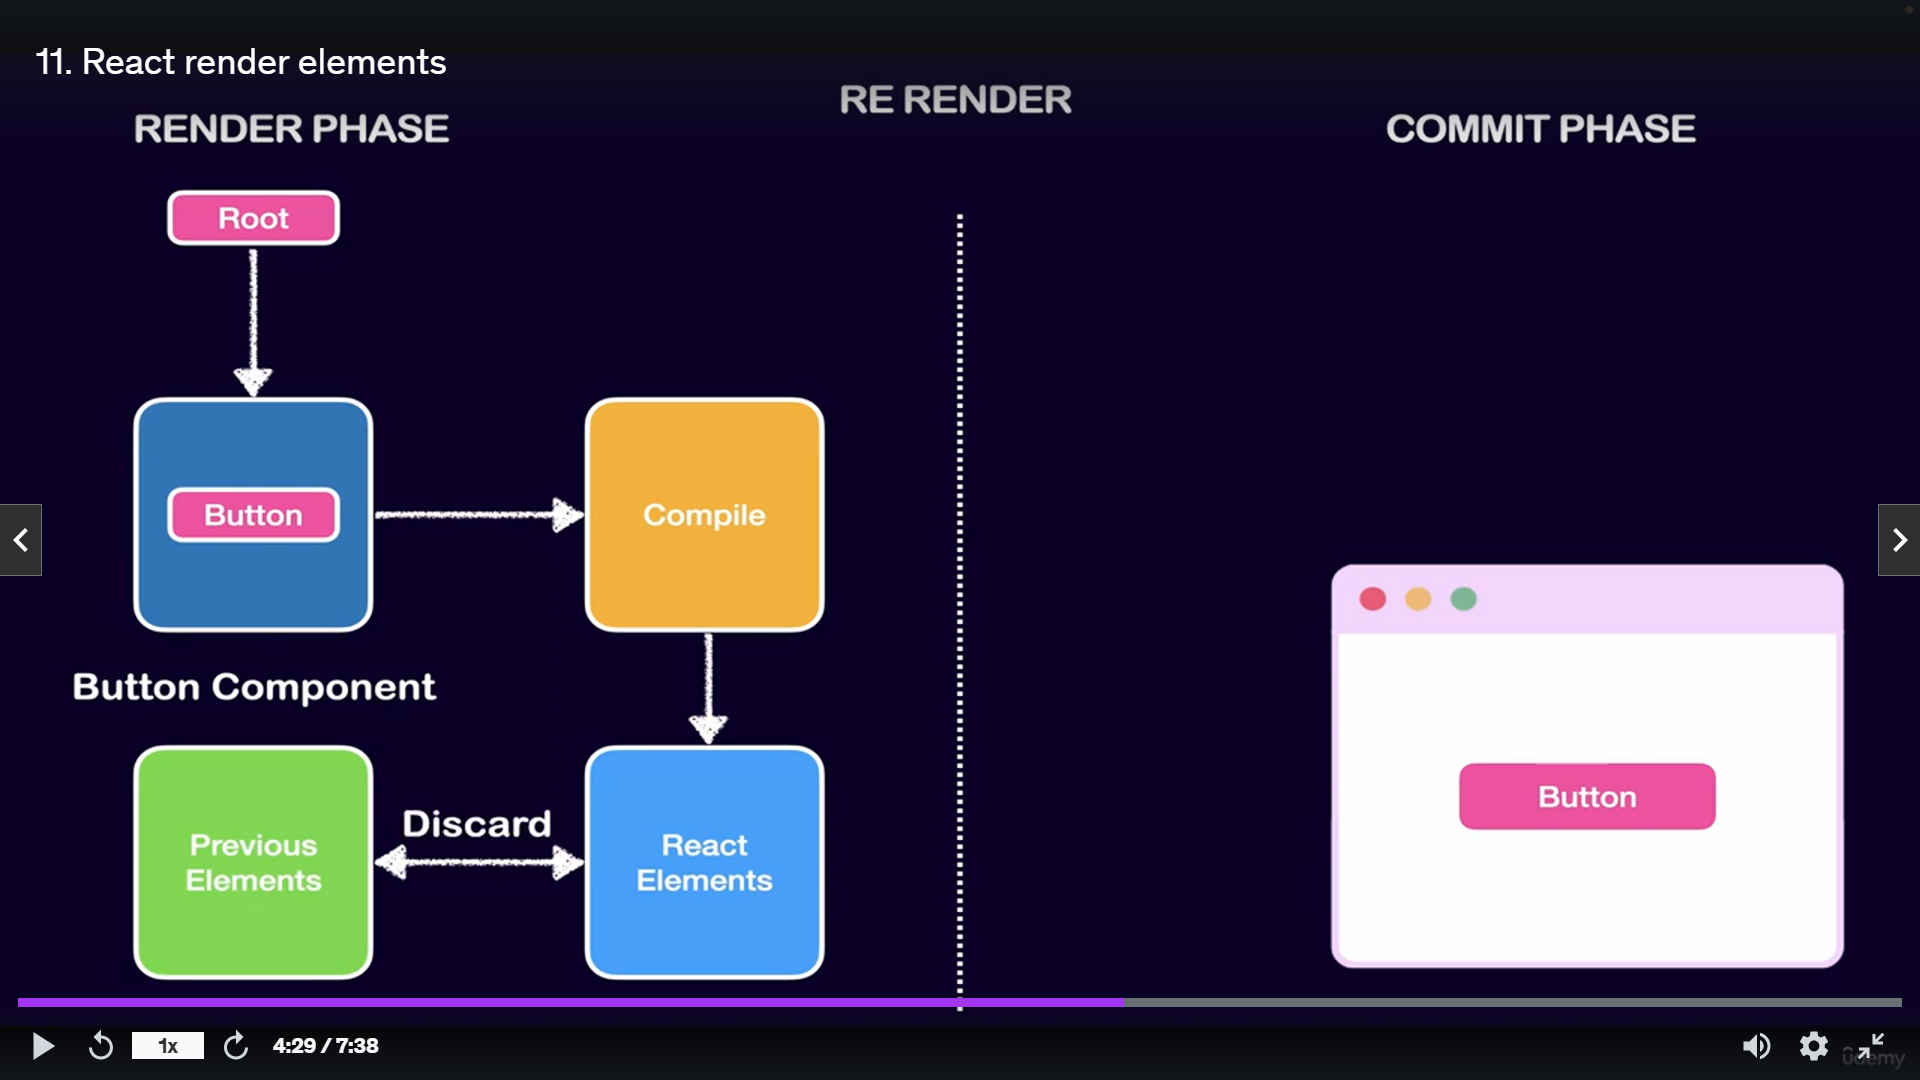 11. React render elements
RE RENDER
RENDER PHASE
COMMIT PHASE
Root
Button
Compile
Button Component
Previous
Elements
Discard
React
Elements
Button
1x
4:29 / 7:38
ûdemy